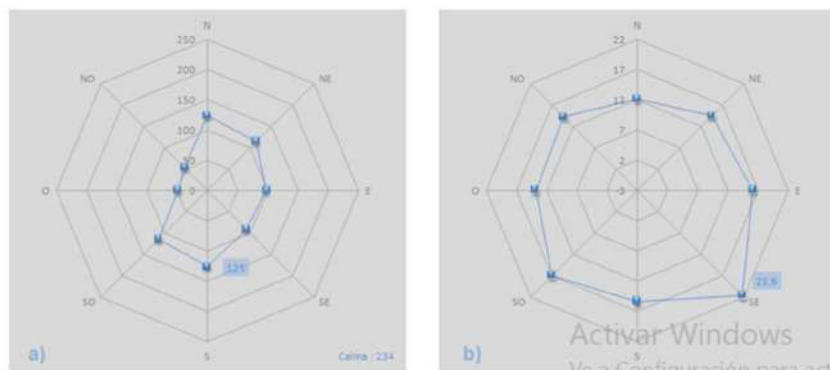 N
250
200
150
100
50
0
NO
NE
O
E
SO
SE
S
125
a)
Calma : 234
N
22
17
12
7
2
-3
NO
NE
O
E
SO
SE
S
21,6
b)
Activar Windows
Ve a Configuración para act